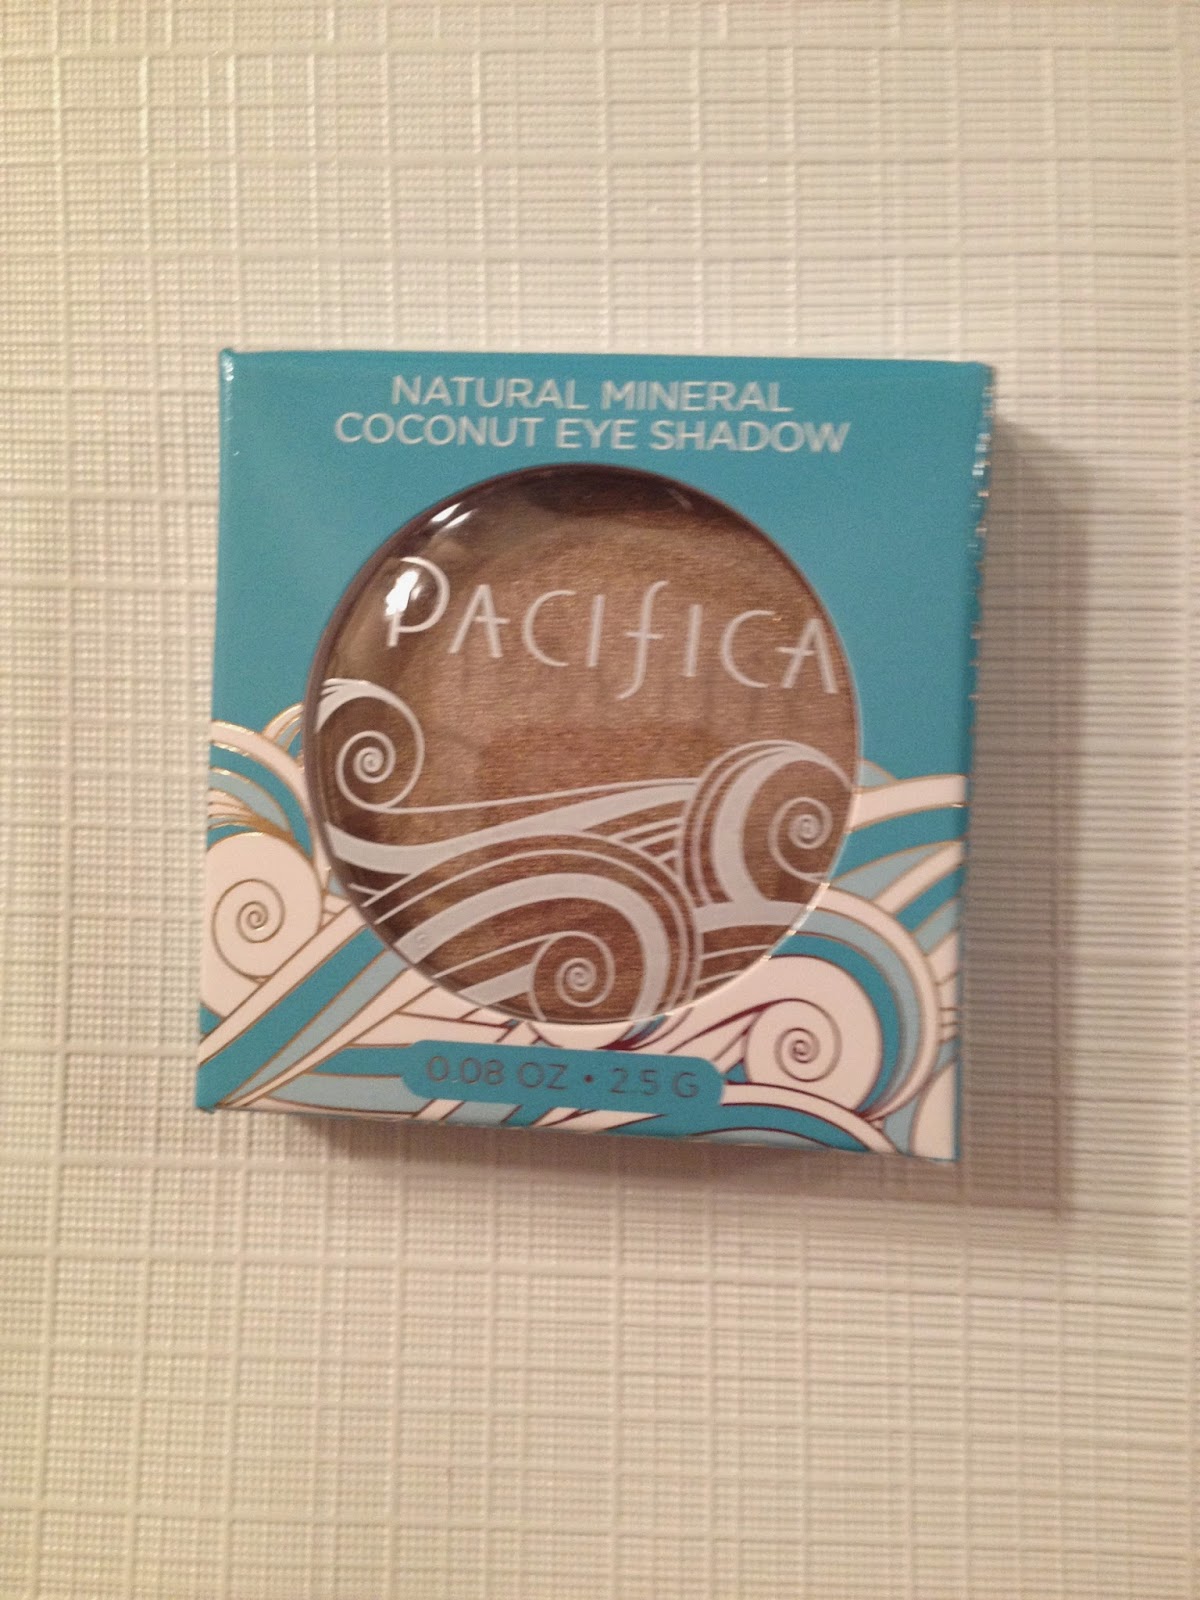 NATURAL MINERAL
COCONUT EYE SHADOW
PACIFICA
0.08 OZ • 2.5 G